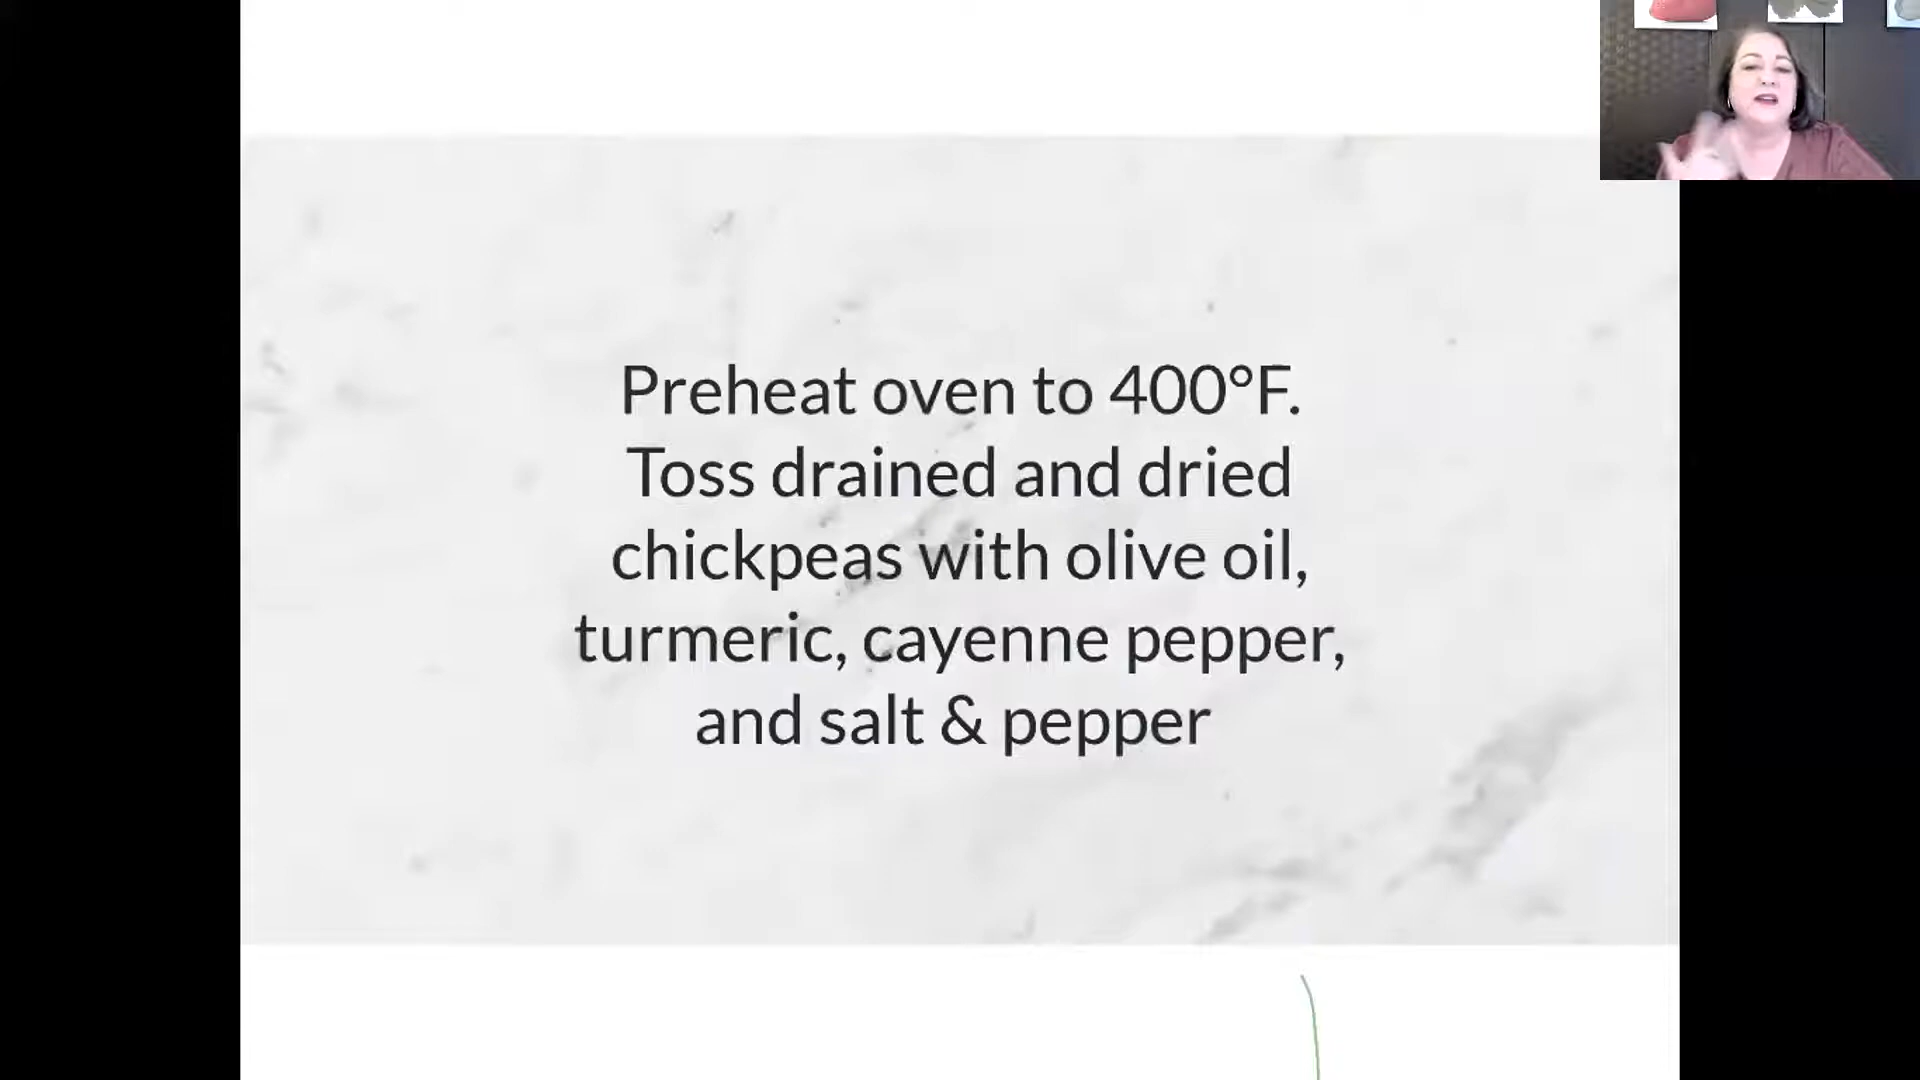 Preheat oven to 400°F.
Toss drained and dried
chickpeas with olive oil,
turmeric, cayenne pepper,
and salt & pepper